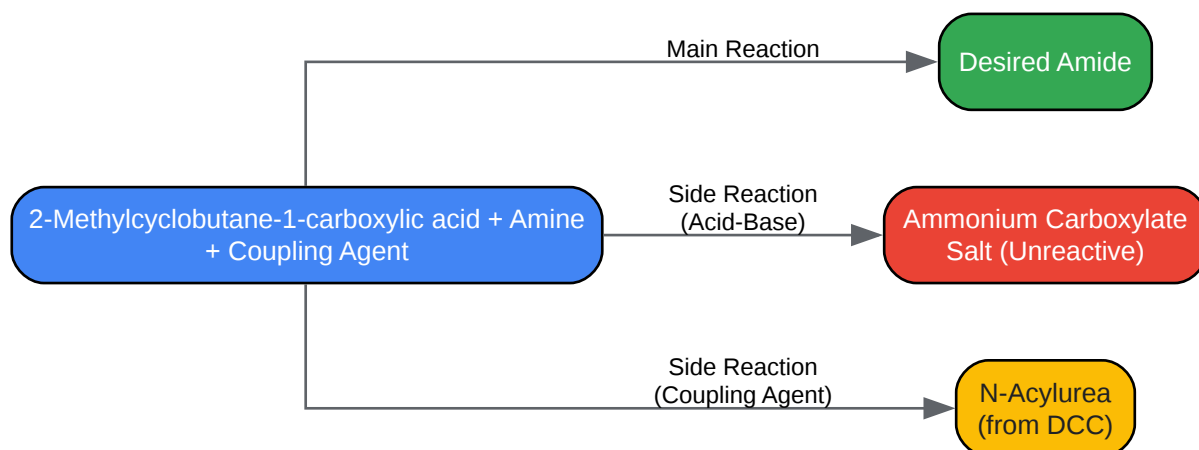 Main Reaction
Desired Amide
2-Methylcyclobutane-1-carboxylic acid + Amine
+ Coupling Agent
Side Reaction
(Acid-Base)
Ammonium Carboxylate
Salt (Unreactive)
Side Reaction
(Coupling Agent)
N-Acylurea
(from DCC)